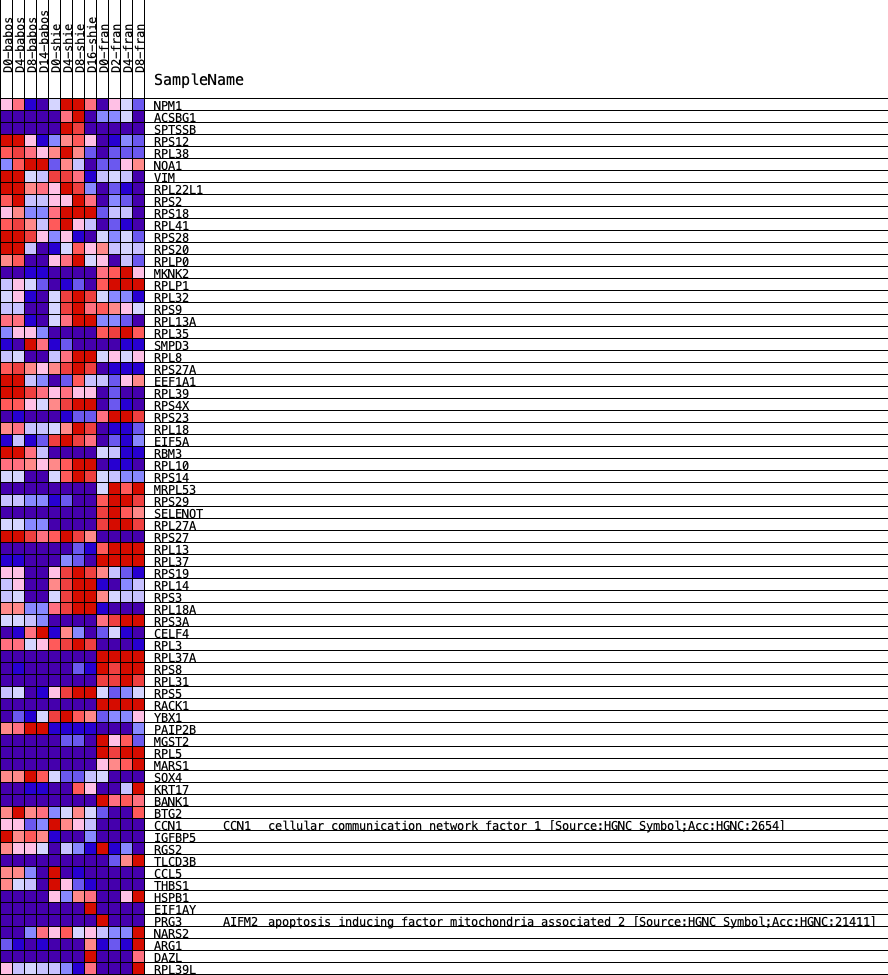 D0-babos
D4-babos
D8-babos
D14-babos
D0-shie
D4-shie
D8-shie
D16-shie
D0-fran
D2-fran
D4-fran
D8-fran
SampleName
NPM1
ACSBG1
SPTSSB
RPS12
RPL38
NOA1
VIM
RPL22L1
RPS2
RPS18
RPL41
RPS28
RPS20
RPLP0
MKNK2
RPLP1
RPL32
RPS9
RPL13A
RPL35
SMPD3
RPL8
RPS27A
EEF1A1
RPL39
RPS4X
RPS23
RPL18
EIF5A
RBM3
RPL10
RPS14
MRPL53
RPS29
SELENOT
RPL27A
RPS27
RPL13
RPL37
RPS19
RPL14
RPS3
RPL18A
RPS3A
CELF4
RPL3
RPL37A
RPS8
RPL31
RPS5
RACK1
YBX1
PAIP2B
MGST2
RPL5
MARS1
SOX4
KRT17
BANK1
BTG2
CCN1 CCN1 cellular communication network factor 1 [Source:HGNC Symbol;Acc:HGNC:2654]
IGFBP5
RGS2
TLCD3B
CCL5
THBS1
HSPB1
EIF1AY
PRG3 AIFM2 apoptosis inducing factor mitochondria associated 2 [Source:HGNC Symbol;Acc:HGNC:21411]
NARS2
ARG1
DAZL
RPL39L